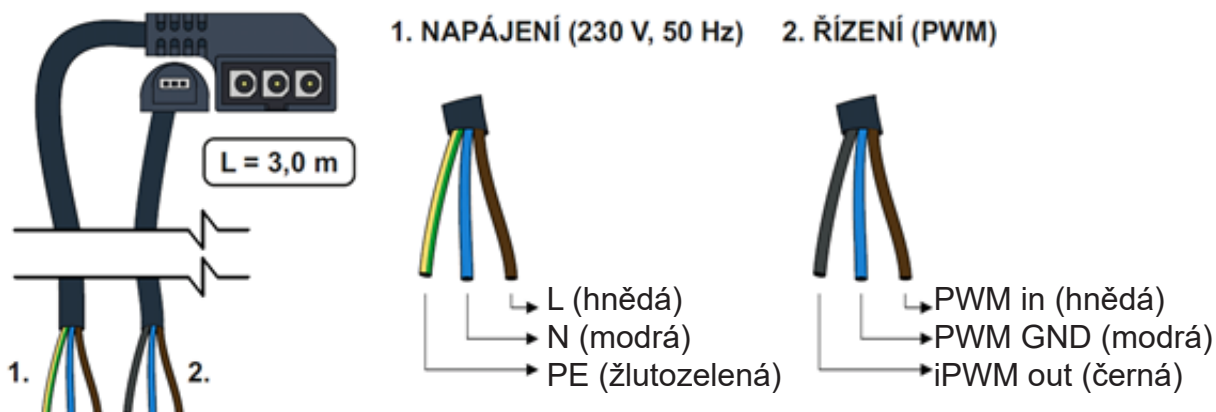 1. NAPÁJENÍ (230 V, 50 Hz)
2. ŘÍZENÍ (PWM)
L = 3,0 m
L (hnědá)
N (modrá)
PE (žlutozelená)
PWM in (hnědá)
PWM GND (modrá)
iPWM out (černá)
1.
2.